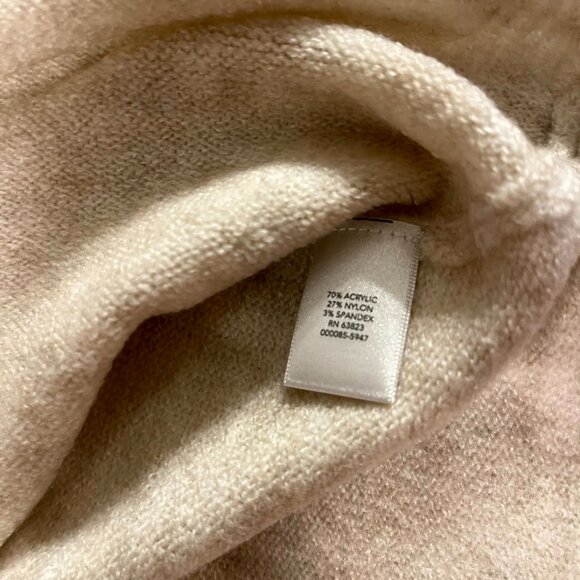 70% ACRYLIC
27% NYLON
3% SPANDEX
RN 63823
000085-5947